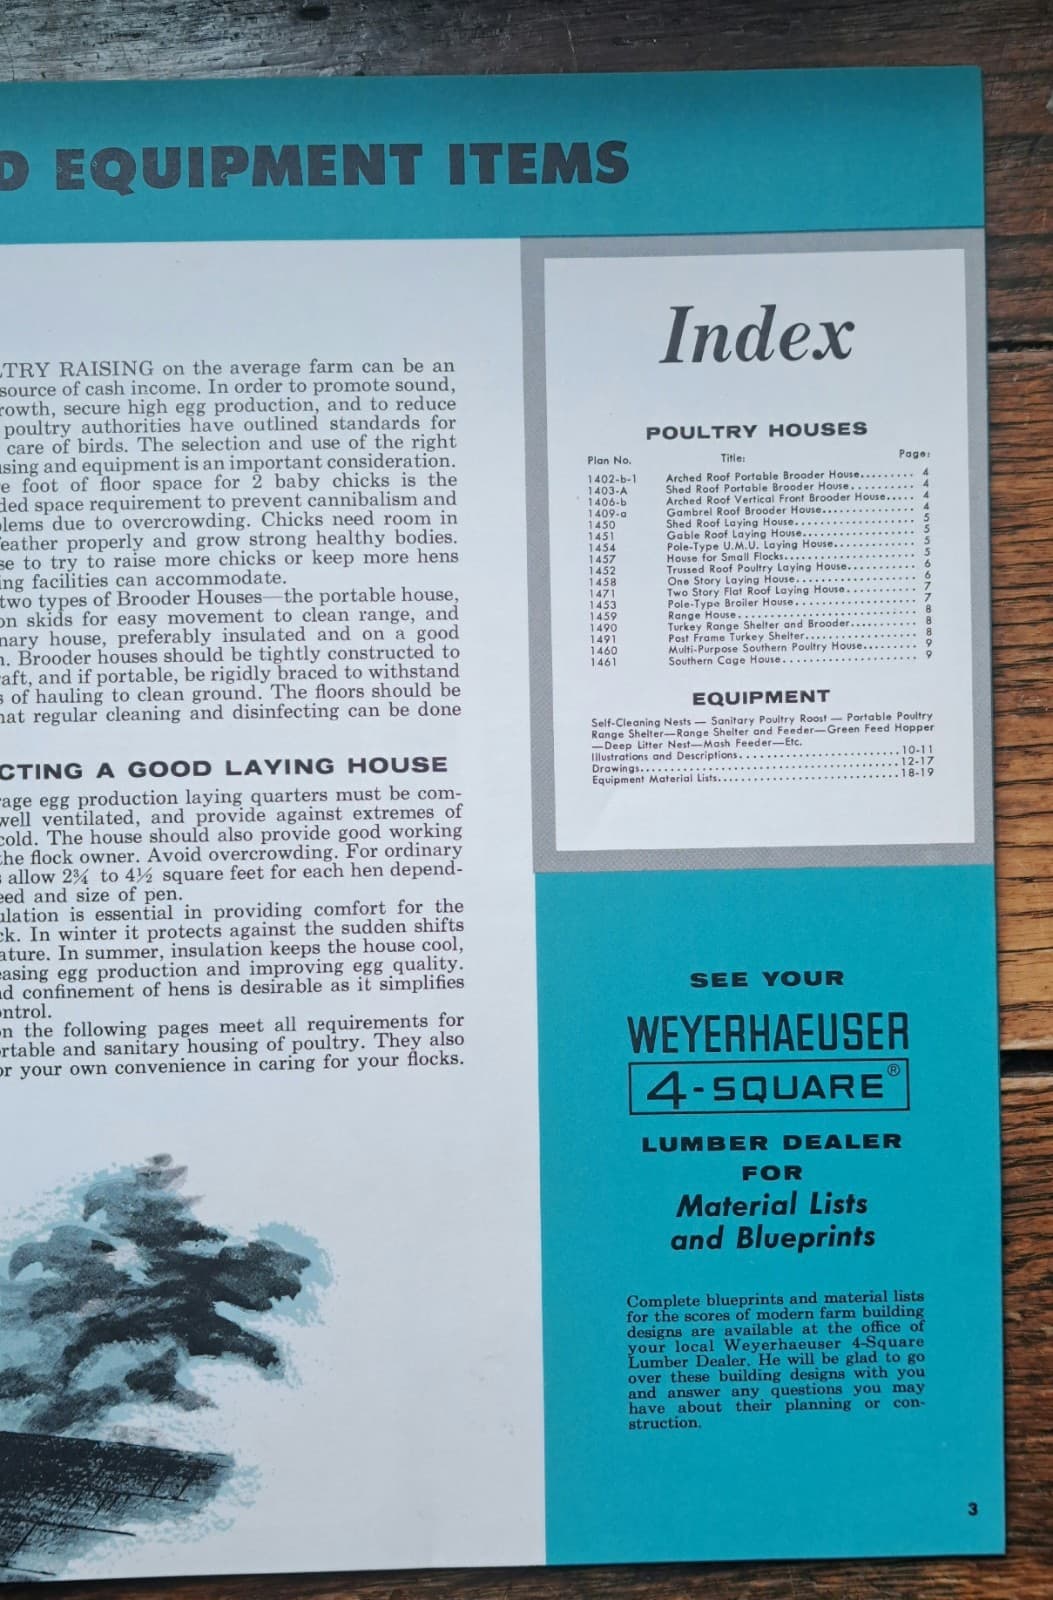 D EQUIPMENT ITEMS
TRY RAISING on the average farm can be an
source of cash income. In order to promote sound,
rowth, secure high egg production, and to reduce
poultry authorities have outlined standards for
care of birds. The selection and use of the right
sing and equipment is an important consideration.
e foot of floor space for 2 baby chicks is the
ded space requirement to prevent cannibalism and
lems due to overcrowding. Chicks need room in
eather properly and grow strong healthy bodies.
se to try to raise more chicks or keep more hens
ing facilities can accommodate.
two types of Brooder Houses—the portable house,
on skids for easy movement to clean range, and
nary house, preferably insulated and on a good
n. Brooder houses should be tightly constructed to
raft, and if portable, be rigidly braced to withstand
s of hauling to clean ground. The floors should be
hat regular cleaning and disinfecting can be done
CTING A GOOD LAYING HOUSE
rage egg production laying quarters must be com-
well ventilated, and provide against extremes of
cold. The house should also provide good working
the flock owner. Avoid overcrowding. For ordinary
s allow 2¾ to 4½ square feet for each hen depend-
eed and size of pen.
ulation is essential in providing comfort for the
ck. In winter it protects against the sudden shifts
ature. In summer, insulation keeps the house cool,
easing egg production and improving egg quality.
nd confinement of hens is desirable as it simplifies
ontrol.
on the following pages meet all requirements for
rtable and sanitary housing of poultry. They also
or your own convenience in caring for your flocks.
Index
POULTRY HOUSES
Plan No. Title: Page:
1402-b-1 Arched Roof Portable Brooder House........ 4
1403-A Shed Roof Portable Brooder House.......... 4
1406-b Arched Roof Vertical Front Brooder House..... 4
1409-a Gambrel Roof Brooder House............... 4
1450 Shed Roof Laying House................... 5
1451 Gable Roof Laying House.................. 5
1454 Pole-Type U.M.U. Laying House............. 5
1457 House for Small Flocks.................... 5
1452 Trussed Roof Poultry Laying House........... 6
1458 One Story Laying House................... 6
1471 Two Story Flat Roof Laying House........... 7
1453 Pole-Type Broiler House................... 7
1459 Range House............................ 8
1490 Turkey Range Shelter and Brooder........... 8
1491 Post Frame Turkey Shelter................. 8
1460 Multi-Purpose Southern Poultry House........ 9
1461 Southern Cage House..................... 9
EQUIPMENT
Self-Cleaning Nests — Sanitary Poultry Roost — Portable Poultry
Range Shelter—Range Shelter and Feeder—Green Feed Hopper
—Deep Litter Nest—Mash Feeder—Etc.
Illustrations and Descriptions........................10-11
Drawings.......................................12-17
Equipment Material Lists...........................18-19
SEE YOUR
WEYERHAEUSER
4-SQUARE®
LUMBER DEALER
FOR
Material Lists
and Blueprints
Complete blueprints and material lists
for the scores of modern farm building
designs are available at the office of
your local Weyerhaeuser 4-Square
Lumber Dealer. He will be glad to go
over these building designs with you
and answer any questions you may
have about their planning or con-
struction.
3